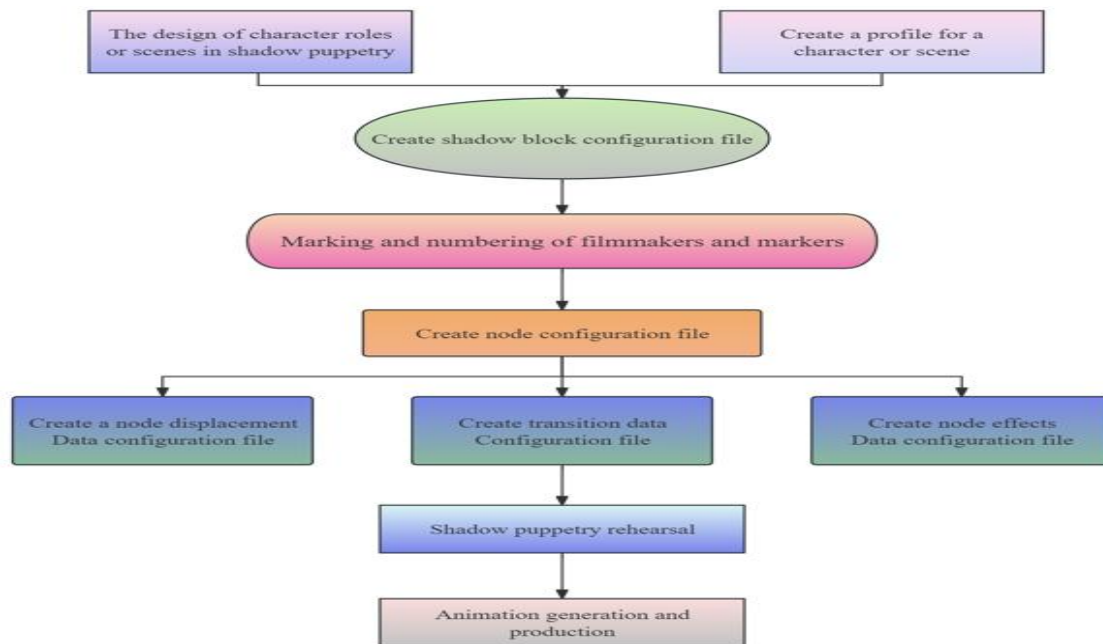 The design of character roles
or scenes in shadow puppetry
Create a profile for a
character or scene
Create shadow block configuration file
Marking and numbering of filmmakers and markers
Create node configuration file
Create a node displacement
Data configuration file
Create transition data
Configuration file
Create node effects
Data configuration file
Shadow puppetry rehearsal
Animation generation and
production